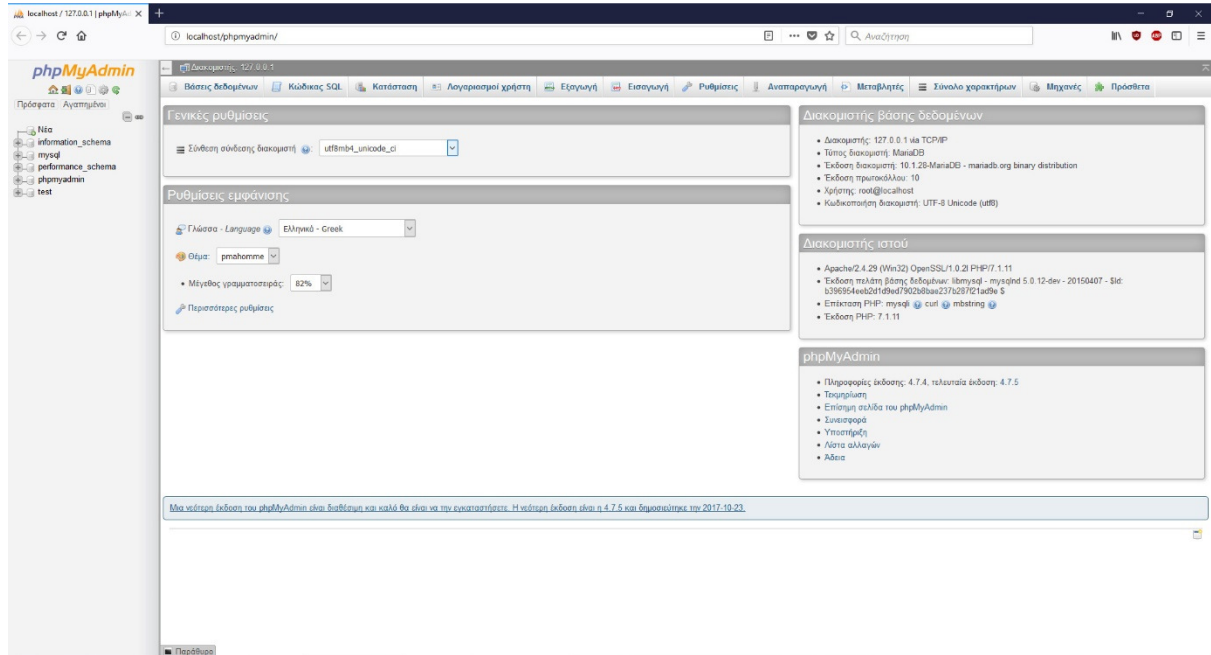 localhost / 127.0.0.1 | phpMyAd
localhost/phpmyadmin/
Αναζήτηση
phpMyAdmin
Πρόσφατα Αγαπημένοι
Νέα
information_schema
mysql
performance_schema
phpmyadmin
test
Διακομιστής: 127.0.0.1
Βάσεις δεδομένων Κώδικας SQL Κατάσταση Λογαριασμοί χρήστη Εξαγωγή Εισαγωγή Ρυθμίσεις Αναπαραγωγή Μεταβλητές Σύνολο χαρακτήρων Μηχανές Πρόσθετα
Γενικές ρυθμίσεις
Σύνθεση σύνδεσης διακομιστή : utf8mb4_unicode_ci
Ρυθμίσεις εμφάνισης
Γλώσσα - Language Ελληνικά - Greek
Θέμα: pmahomme
Μέγεθος γραμματοσειράς: 82%
Περισσότερες ρυθμίσεις
Διακομιστής βάσης δεδομένων
Διακομιστής: 127.0.0.1 via TCP/IP
Τύπος διακομιστή: MariaDB
Έκδοση διακομιστή: 10.1.28-MariaDB - mariadb.org binary distribution
Έκδοση πρωτοκόλλου: 10
Χρήστης: root@localhost
Κωδικοποίηση διακομιστή: UTF-8 Unicode (utf8)
Διακομιστής ιστού
Apache/2.4.29 (Win32) OpenSSL/1.0.2l PHP/7.1.11
Έκδοση πελάτη βάσης δεδομένων: libmysql - mysqlnd 5.0.12-dev - 20150407 - $Id:
b396954eeb2d1d9ed7902b8bae237b287f21ad9e $
Επέκταση PHP: mysqli curl mbstring
Έκδοση PHP: 7.1.11
phpMyAdmin
Πληροφορίες έκδοσης: 4.7.4, τελευταία έκδοση: 4.7.5
Τεκμηρίωση
Επίσημη σελίδα του phpMyAdmin
Συνεισφορά
Υποστήριξη
Λίστα αλλαγών
Άδεια
Μια νεότερη έκδοση του phpMyAdmin είναι διαθέσιμη και καλό θα είναι να την εγκαταστήσετε. Η νεότερη έκδοση είναι η 4.7.5 και δημοσιεύτηκε την 2017-10-23.
Παράθυρο